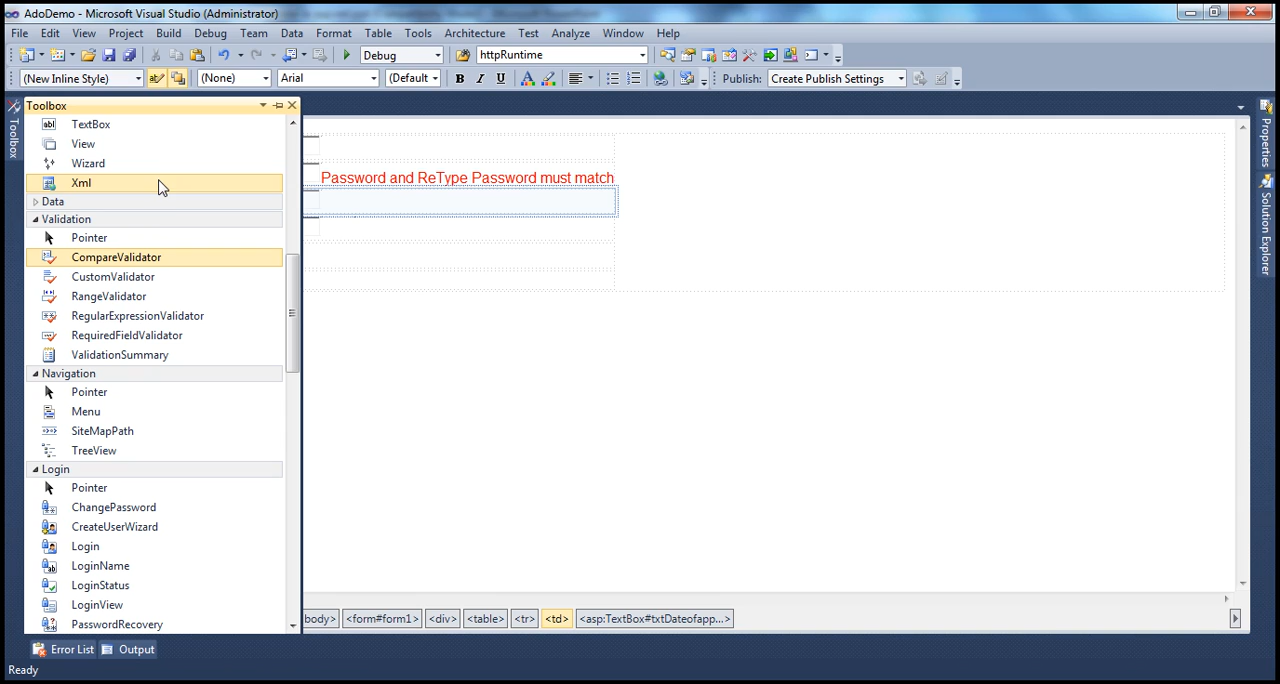 AdoDemo - Microsoft Visual Studio (Administrator)
File Edit View Project Build Debug Team Data Format Table Tools Architecture Test Analyze Window Help
Debug httpRuntime
(New Inline Style) (None) Arial (Default B I U A Publish: Create Publish Settings
Toolbox
Toolbox
abl TextBox
View
Wizard
Xml
Data
Validation
Pointer
CompareValidator
CustomValidator
RangeValidator
RegularExpressionValidator
RequiredFieldValidator
ValidationSummary
Navigation
Pointer
Menu
SiteMapPath
TreeView
Login
Pointer
ChangePassword
CreateUserWizard
Login
LoginName
LoginStatus
LoginView
PasswordRecovery
Password and ReType Password must match
Properties
Solution Explorer
body> <form#form1> <div> <table> <tr> <td> <asp:TextBox#txtDateofapp...>
Error List Output
Ready